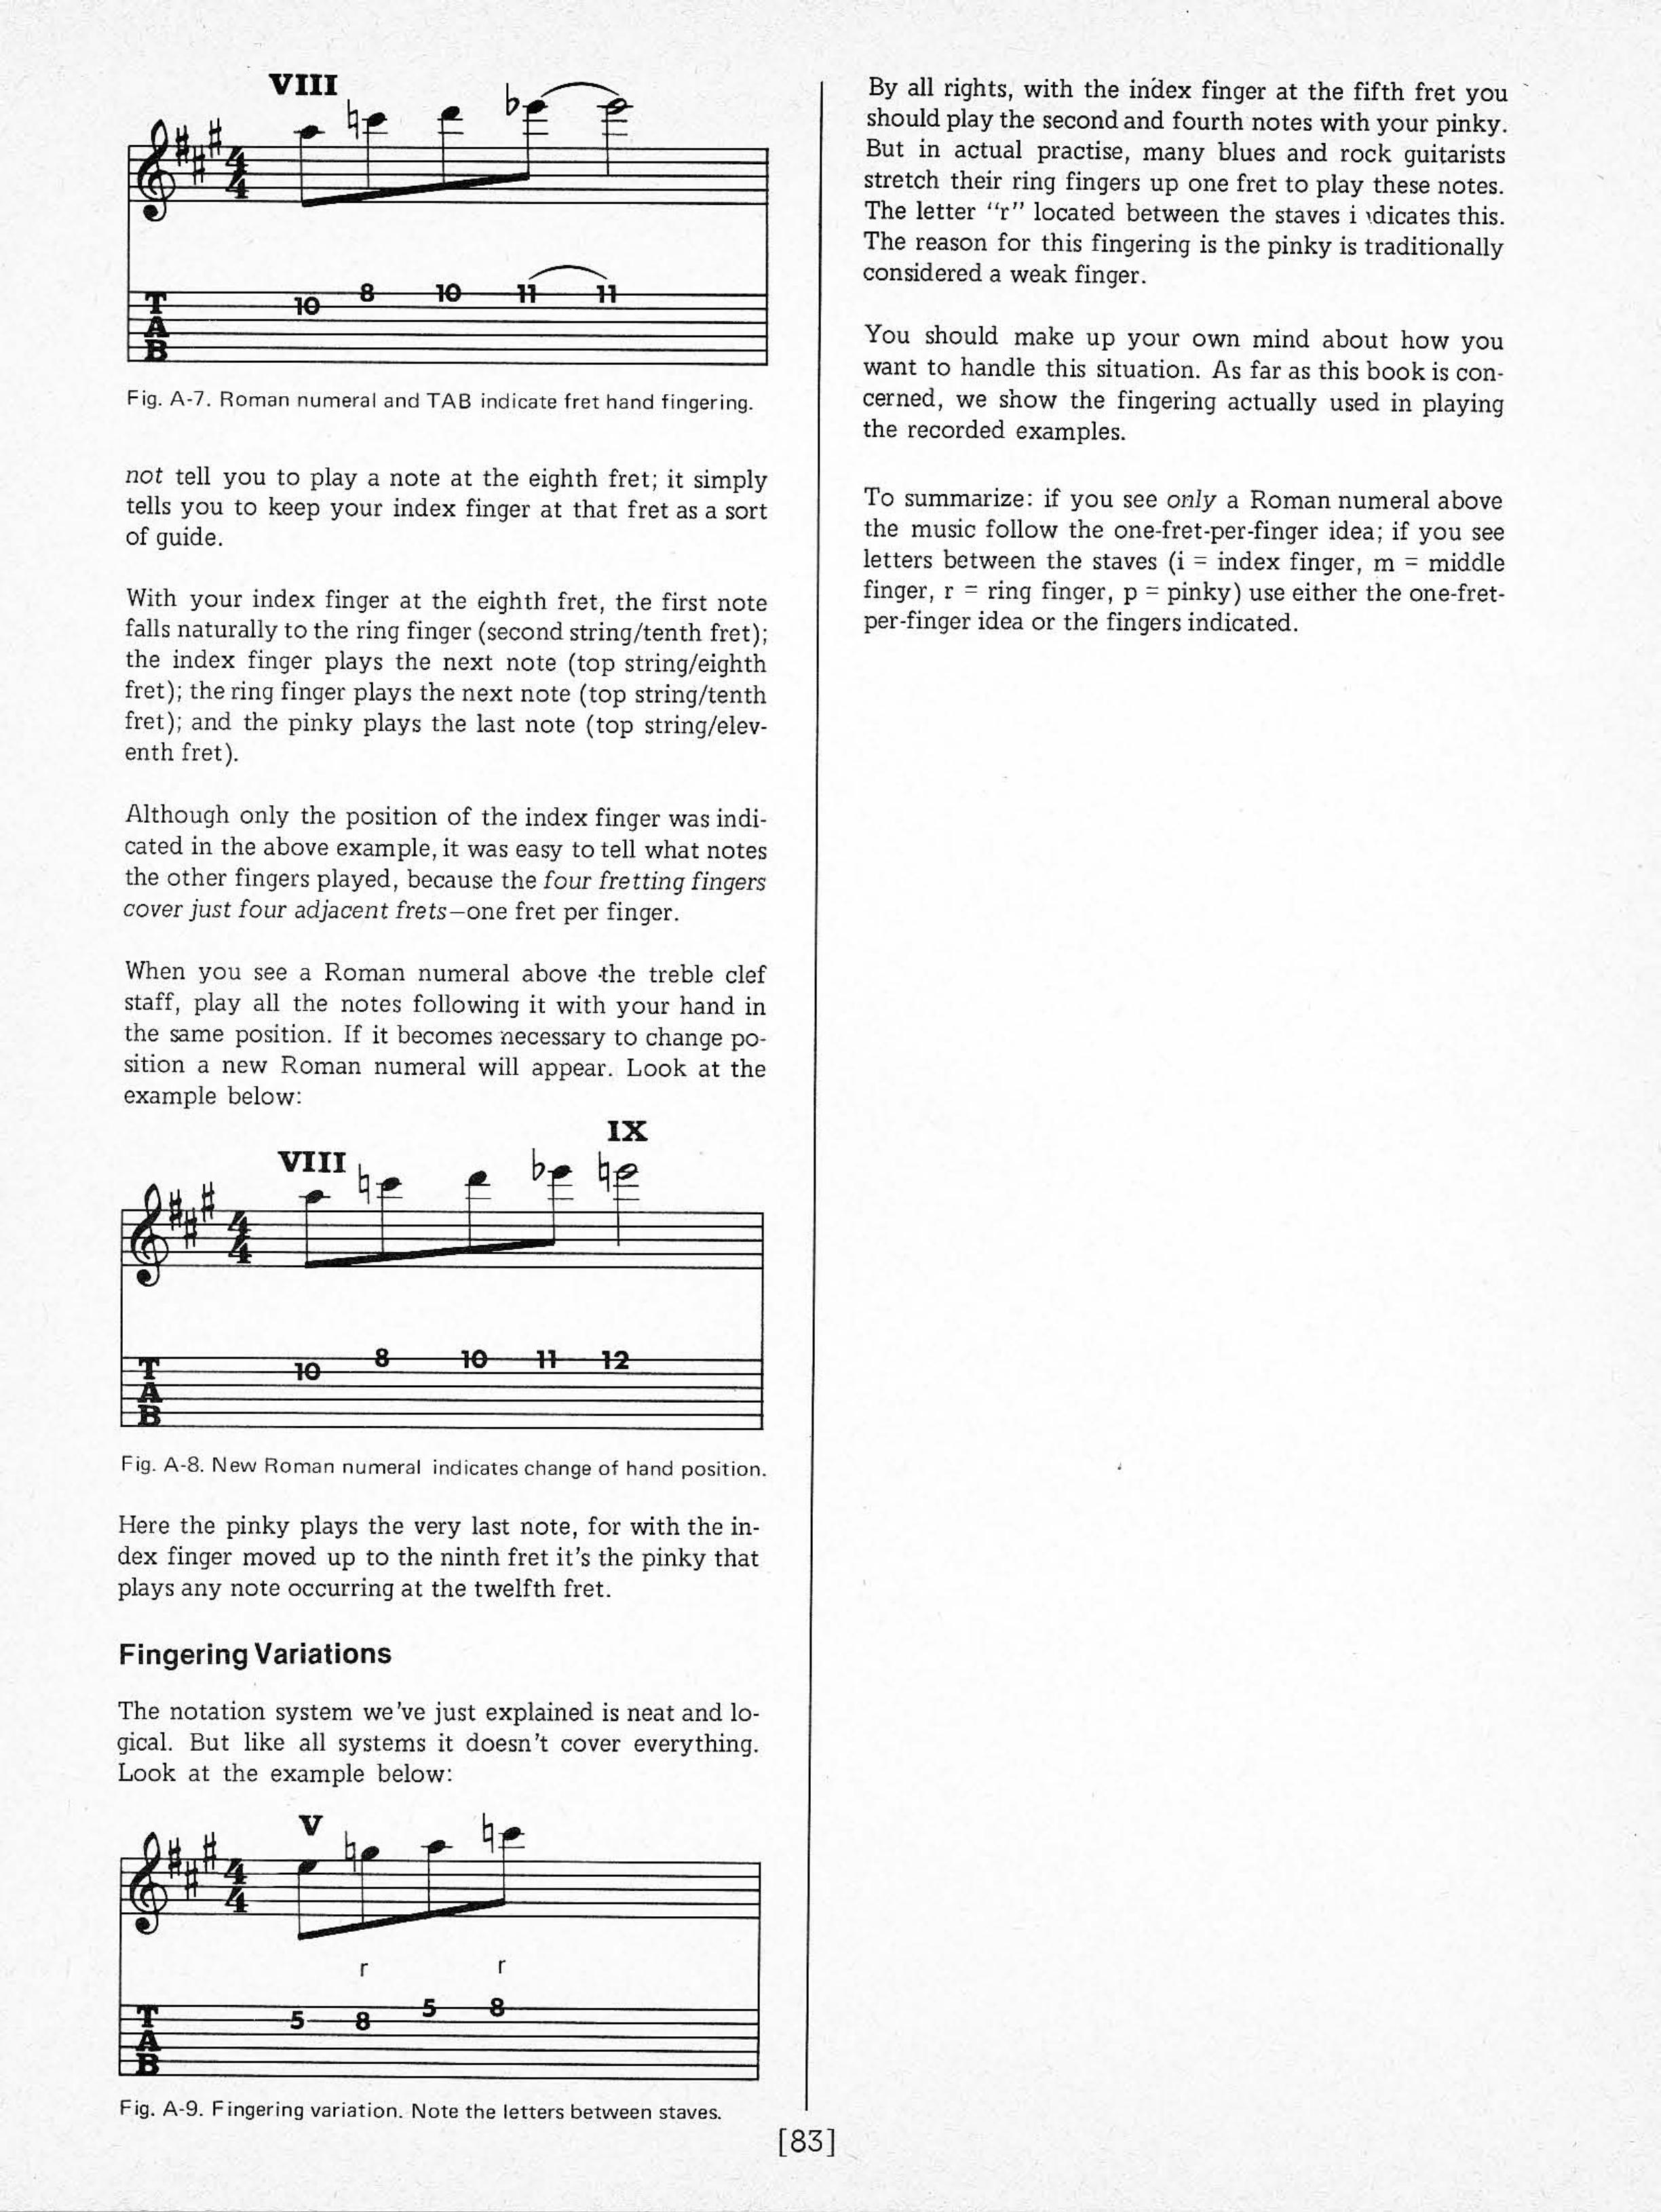 VIII
4
4
10 8 10 11 11
T
A
B
Fig. A-7. Roman numeral and TAB indicate fret hand fingering.
not tell you to play a note at the eighth fret; it simply
tells you to keep your index finger at that fret as a sort
of guide.
With your index finger at the eighth fret, the first note
falls naturally to the ring finger (second string/tenth fret);
the index finger plays the next note (top string/eighth
fret); the ring finger plays the next note (top string/tenth
fret); and the pinky plays the last note (top string/elev-
enth fret).
Although only the position of the index finger was indi-
cated in the above example, it was easy to tell what notes
the other fingers played, because the four fretting fingers
cover just four adjacent frets—one fret per finger.
When you see a Roman numeral above the treble clef
staff, play all the notes following it with your hand in
the same position. If it becomes necessary to change po-
sition a new Roman numeral will appear. Look at the
example below:
IX
VIII
4
4
10 8 10 11 12
T
A
B
Fig. A-8. New Roman numeral indicates change of hand position.
Here the pinky plays the very last note, for with the in-
dex finger moved up to the ninth fret it's the pinky that
plays any note occurring at the twelfth fret.
Fingering Variations
The notation system we've just explained is neat and lo-
gical. But like all systems it doesn't cover everything.
Look at the example below:
V
4
4
r r
5 8 5 8
T
A
B
Fig. A-9. Fingering variation. Note the letters between staves.
By all rights, with the index finger at the fifth fret you
should play the second and fourth notes with your pinky.
But in actual practise, many blues and rock guitarists
stretch their ring fingers up one fret to play these notes.
The letter "r" located between the staves i dicates this.
The reason for this fingering is the pinky is traditionally
considered a weak finger.
You should make up your own mind about how you
want to handle this situation. As far as this book is con-
cerned, we show the fingering actually used in playing
the recorded examples.
To summarize: if you see only a Roman numeral above
the music follow the one-fret-per-finger idea; if you see
letters between the staves (i = index finger, m = middle
finger, r = ring finger, p = pinky) use either the one-fret-
per-finger idea or the fingers indicated.
[83]